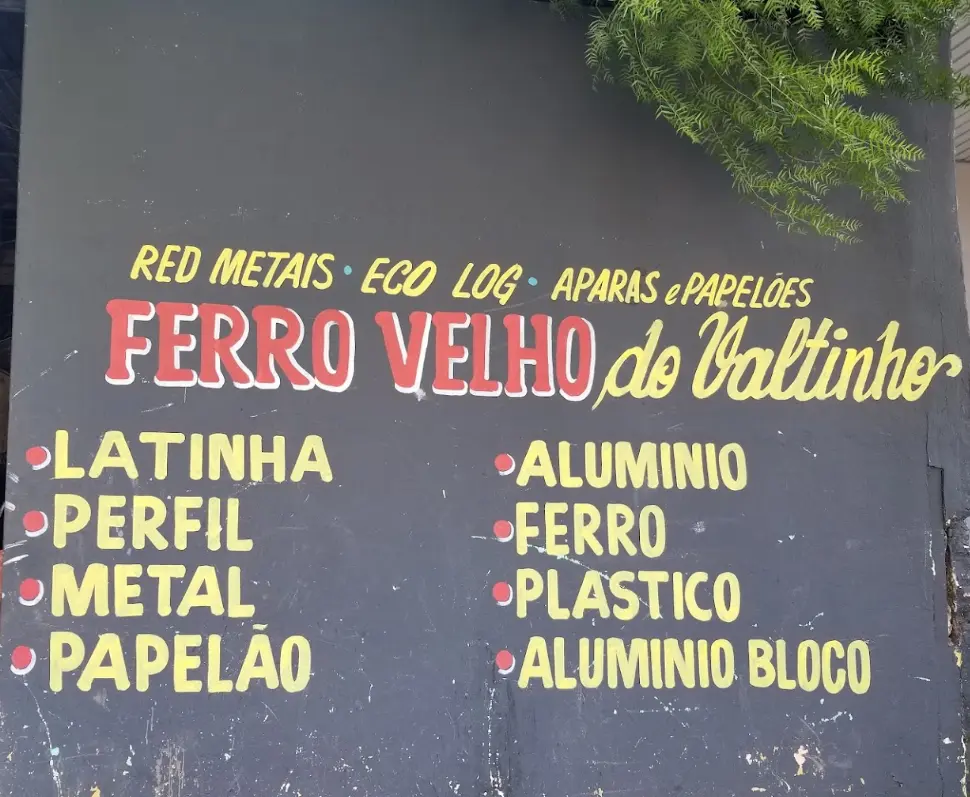 RED METAIS · ECO LOG · APARAS e PAPELÕES
FERRO VELHO do Valtinho
• LATINHA
• PERFIL
• METAL
• PAPELÃO
• ALUMINIO
• FERRO
• PLASTICO
• ALUMINIO BLOCO